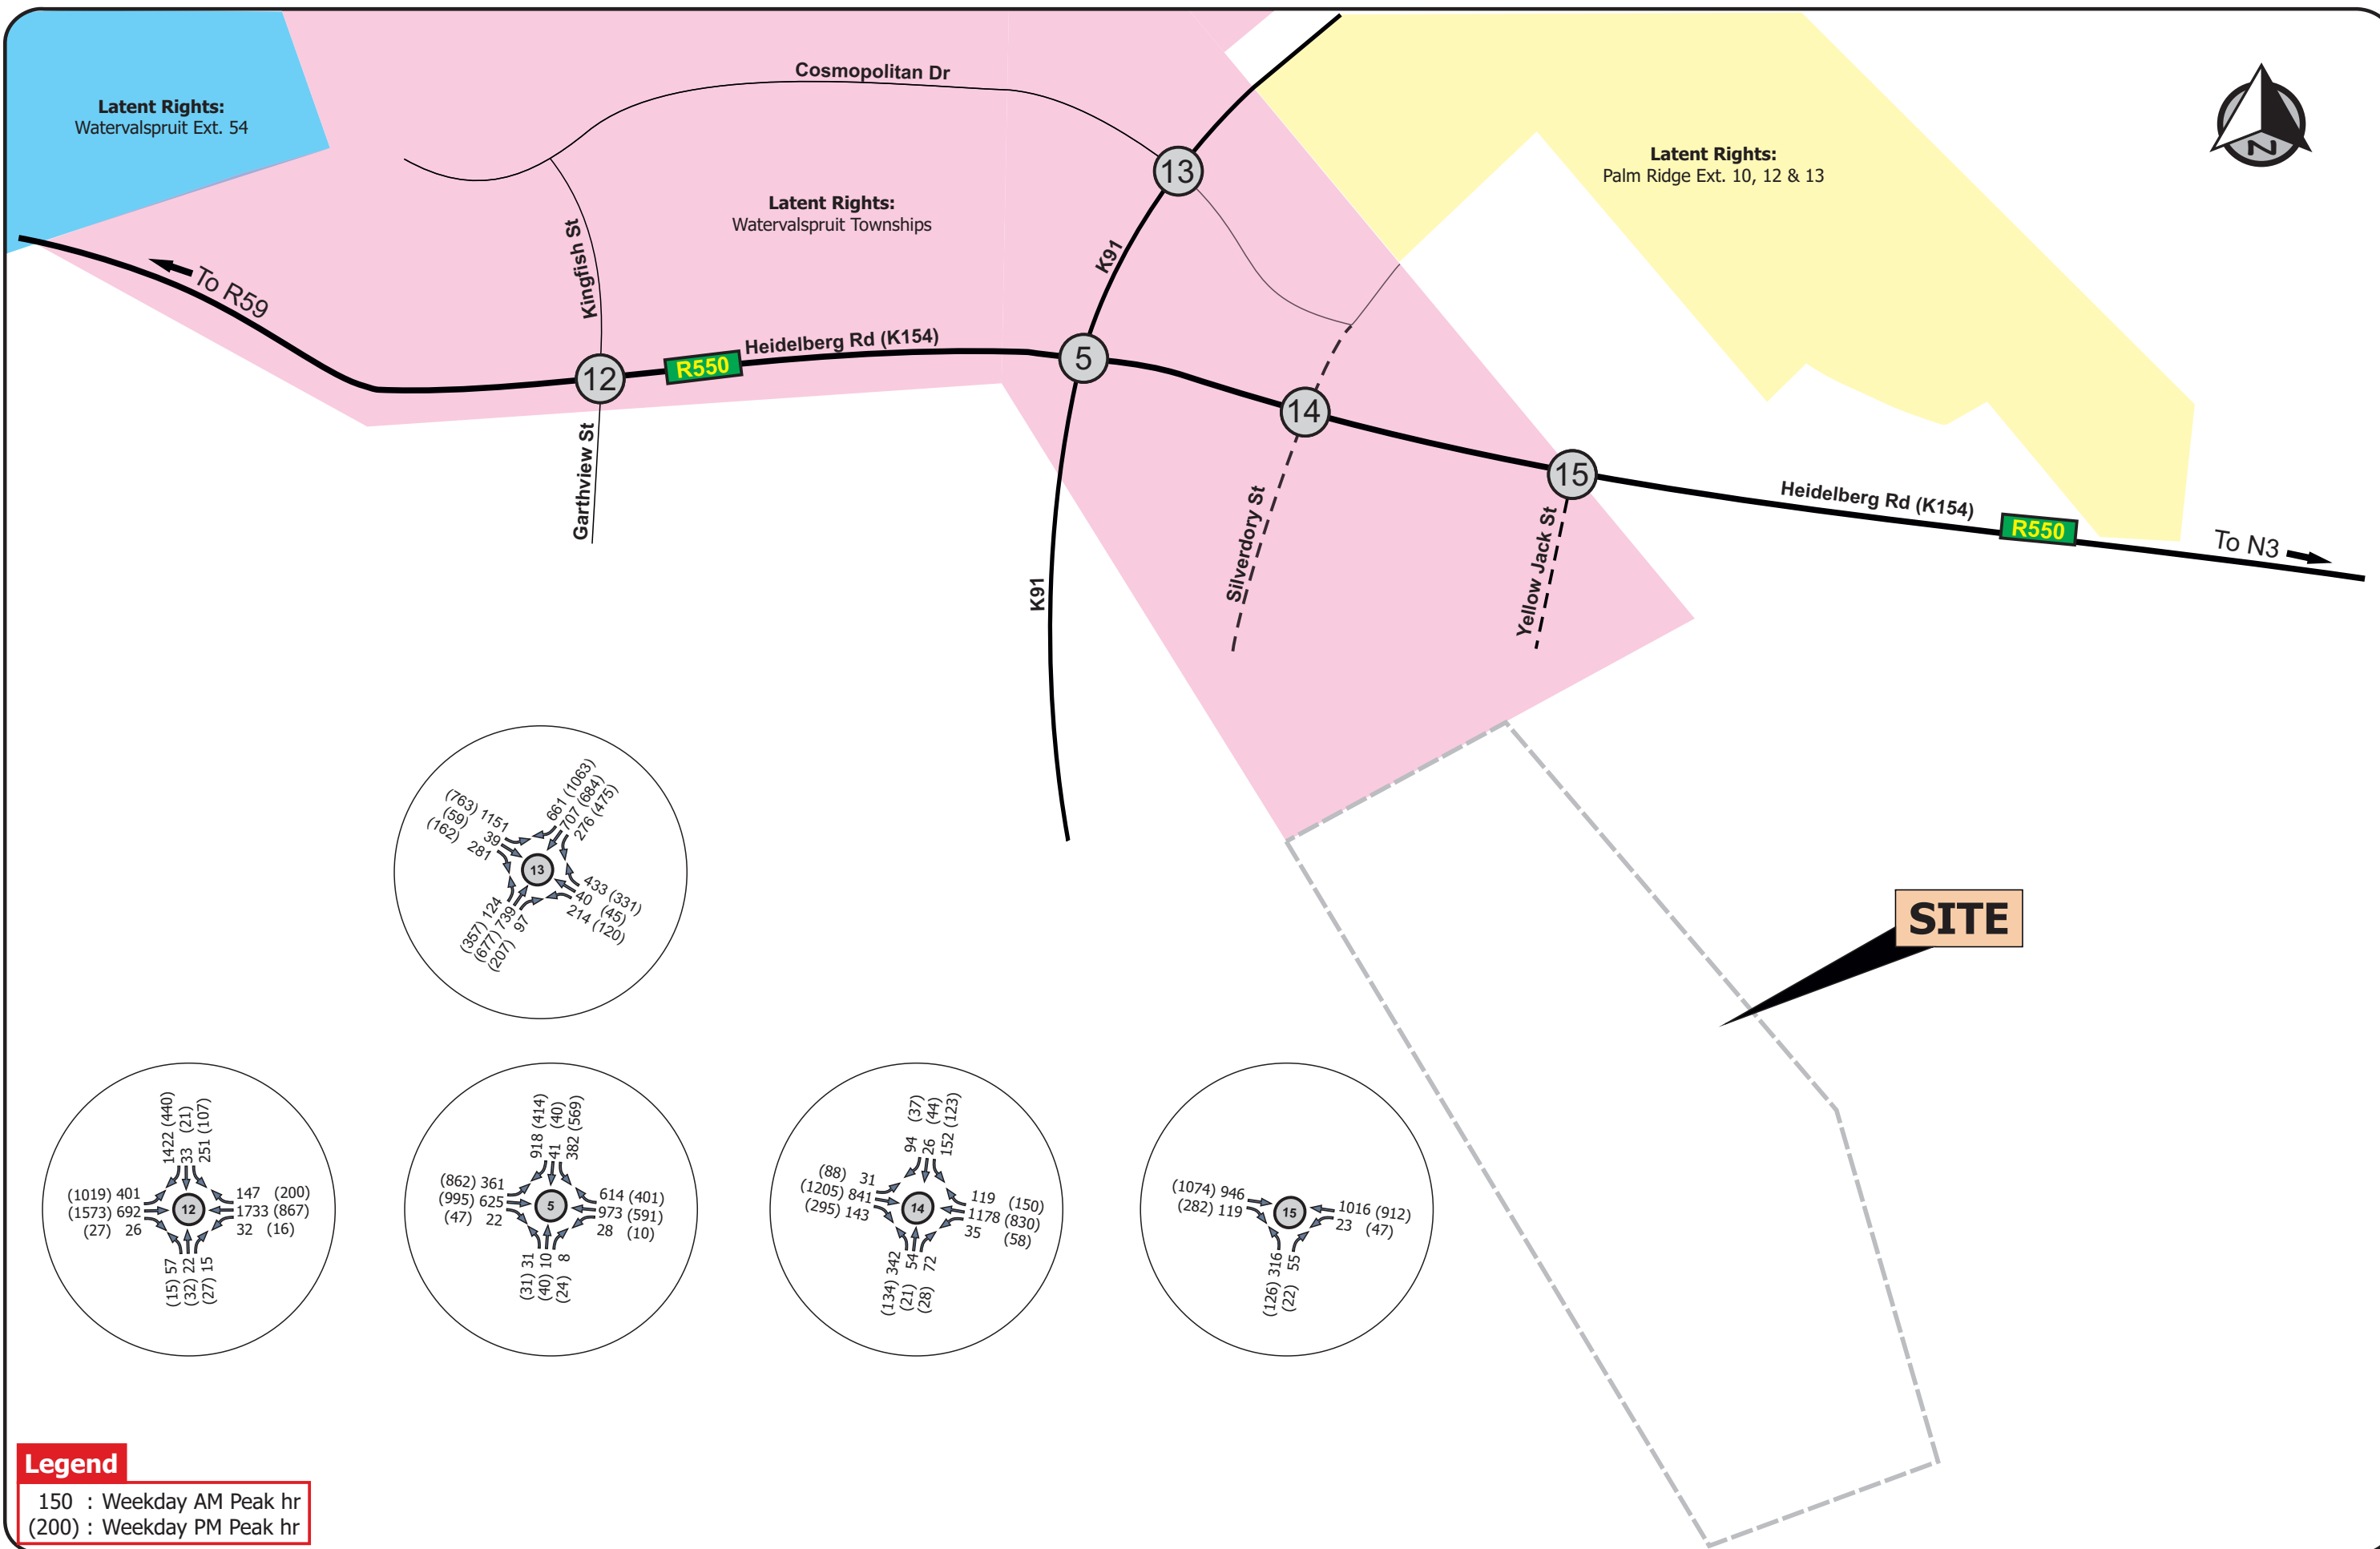 Cosmopolitan Dr
Latent Rights:
Watervalspruit Ext. 54
13
Latent Rights:
Palm Ridge Ext. 10, 12 & 13
N
Latent Rights:
Watervalspruit Townships
K91
Kingfish St
To R59
Heidelberg Rd (K154)
R550
12
5
14
15
Garthview St
Silverdory St
Yellow Jack St
Heidelberg Rd (K154)
R550
To N3
K91
SITE
661 (1063)
707 (684)
276 (475)
(763) 1151
(59) 39
(162) 281
13
433 (331)
40 (45)
214 (120)
(357) 124
(677) 739
(207) 97
1422 (440)
33 (21)
251 (107)
(1019) 401
(1573) 692
(27) 26
12
147 (200)
1733 (867)
32 (16)
(15) 57
(32) 22
(27) 15
918 (414)
41 (40)
382 (569)
(862) 361
(995) 625
(47) 22
5
614 (401)
973 (591)
28 (10)
(31) 31
(40) 10
(24) 8
94 (37)
26 (44)
152 (123)
(88) 31
(1205) 841
(295) 143
14
119 (150)
1178 (830)
35 (58)
(134) 342
(21) 54
(28) 72
(1074) 946
(282) 119
15
1016 (912)
23 (47)
(126) 316
(22) 55
Legend
150 : Weekday AM Peak hr
(200) : Weekday PM Peak hr